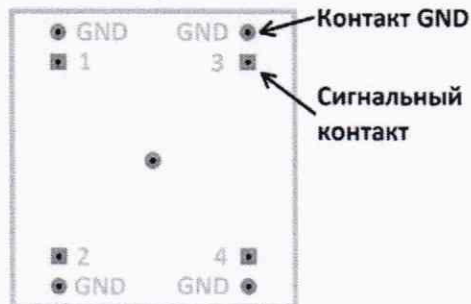 GND GND
1 3
Контакт GND
Сигнальный
контакт
2 4
GND GND